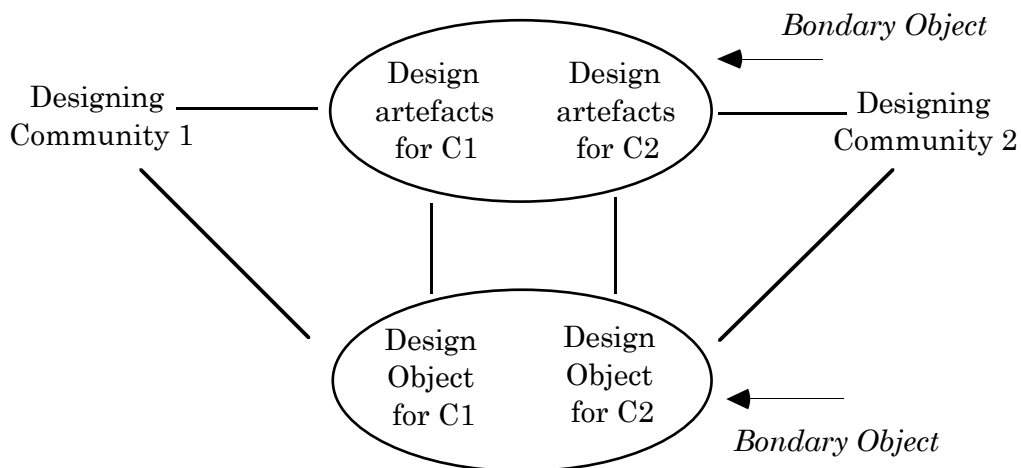 Bondary Object
Designing
Community 1
Design
artefacts
for C1
Design
artefacts
for C2
Designing
Community 2
Design
Object
for C1
Design
Object
for C2
Bondary Object